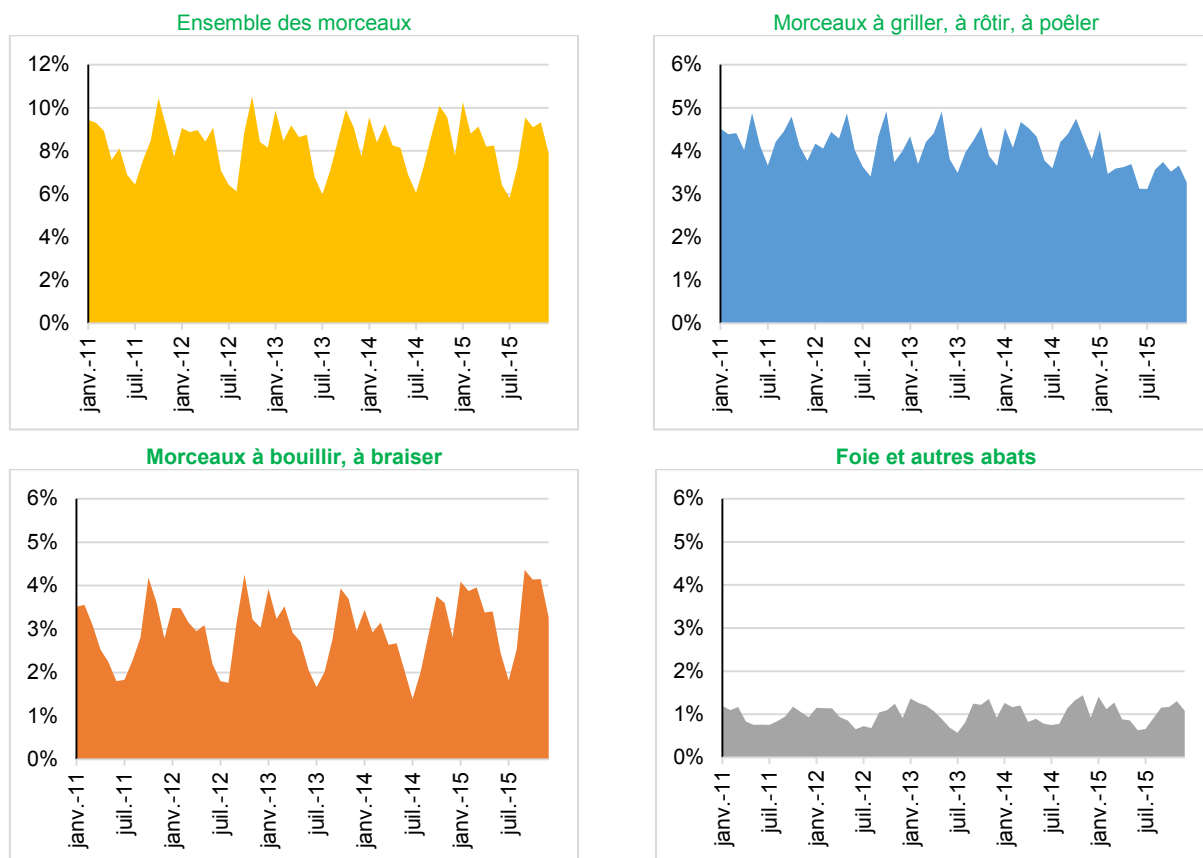 Ensemble des morceaux
12%
10%
8%
6%
4%
2%
0%
janv.-11
juil.-11
janv.-12
juil.-12
janv.-13
juil.-13
janv.-14
juil.-14
janv.-15
juil.-15
Morceaux à griller, à rôtir, à poêler
6%
5%
4%
3%
2%
1%
0%
janv.-11
juil.-11
janv.-12
juil.-12
janv.-13
juil.-13
janv.-14
juil.-14
janv.-15
juil.-15
Morceaux à bouillir, à braiser
6%
5%
4%
3%
2%
1%
0%
janv.-11
juil.-11
janv.-12
juil.-12
janv.-13
juil.-13
janv.-14
juil.-14
janv.-15
juil.-15
Foie et autres abats
6%
5%
4%
3%
2%
1%
0%
janv.-11
juil.-11
janv.-12
juil.-12
janv.-13
juil.-13
janv.-14
juil.-14
janv.-15
juil.-15